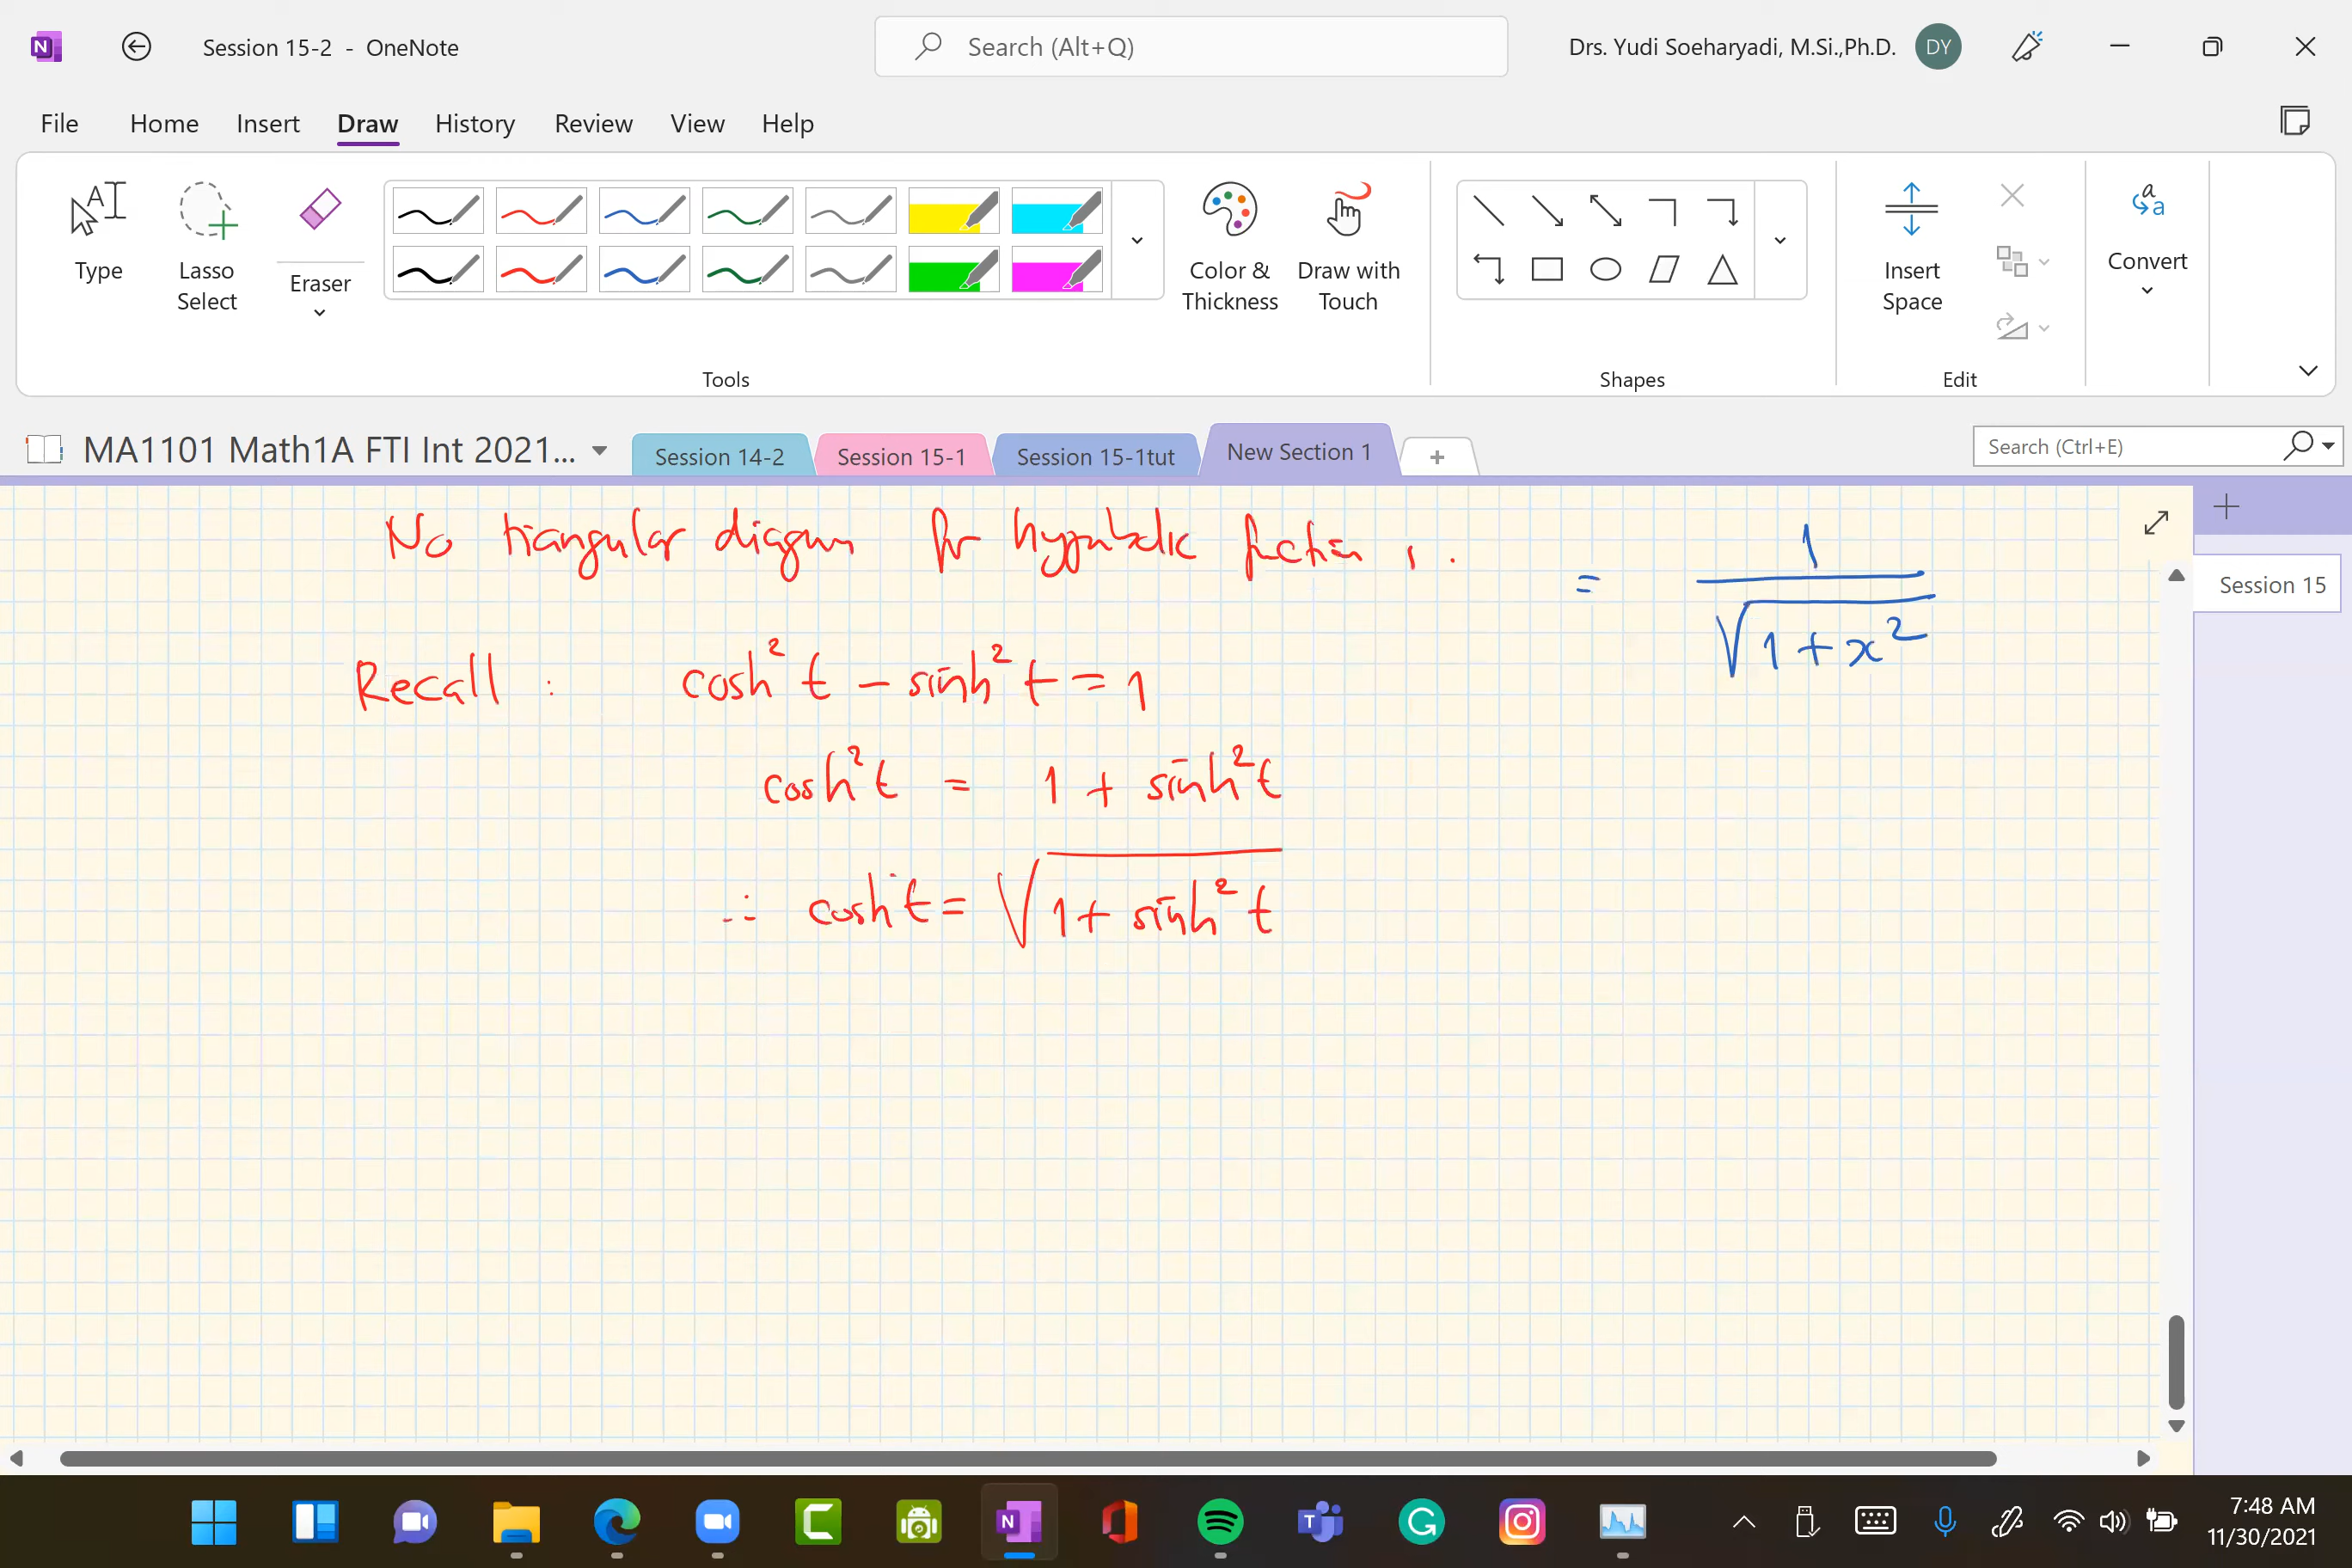 Session 15-2 - OneNote
Search (Alt+Q)
Drs. Yudi Soeharyadi, M.Si.,Ph.D.
DY
File Home Insert Draw History Review View Help
Type
Lasso Select
Eraser
Color & Thickness
Draw with Touch
Insert Space
Convert
Tools
Shapes
Edit
MA1101 Math1A FTI Int 2021...
Session 14-2
Session 15-1
Session 15-1tut
New Section 1
Search (Ctrl+E)
Session 15
No triangular diagram for hyperbolic function
= 1 / √(1 + x²)
Recall : cosh² t − sinh² t = 1
cosh² t = 1 + sinh² t
∴ cosh t = √(1 + sinh² t)
7:48 AM
11/30/2021